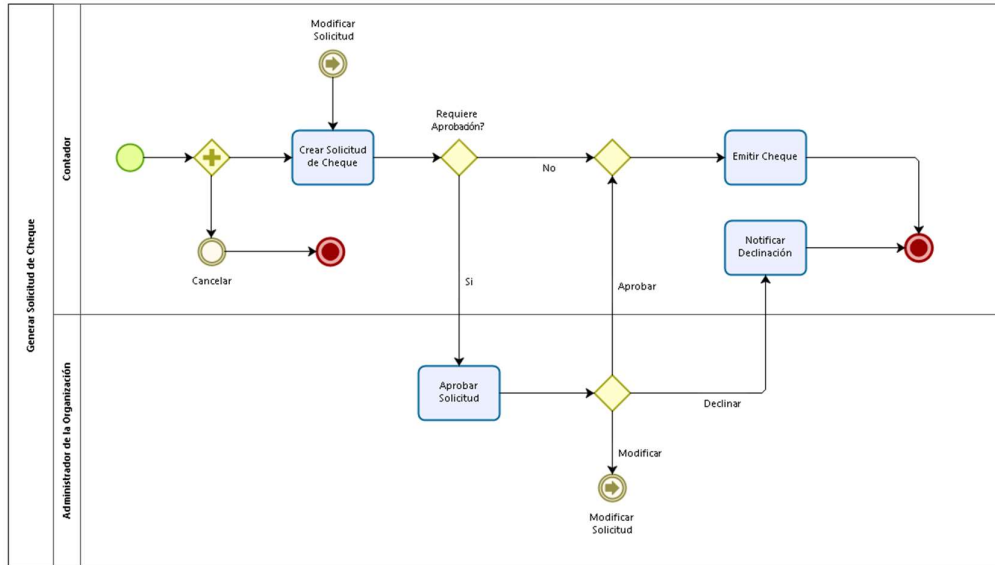 Generar Solicitud de Cheque
Contador
Modificar
Solicitud
Crear Solicitud
de Cheque
Requiere
Aprobación?
No
Emitir Cheque
Notificar
Declinación
Cancelar
Si
Aprobar
Administrador de la Organización
Aprobar
Solicitud
Declinar
Modificar
Modificar
Solicitud